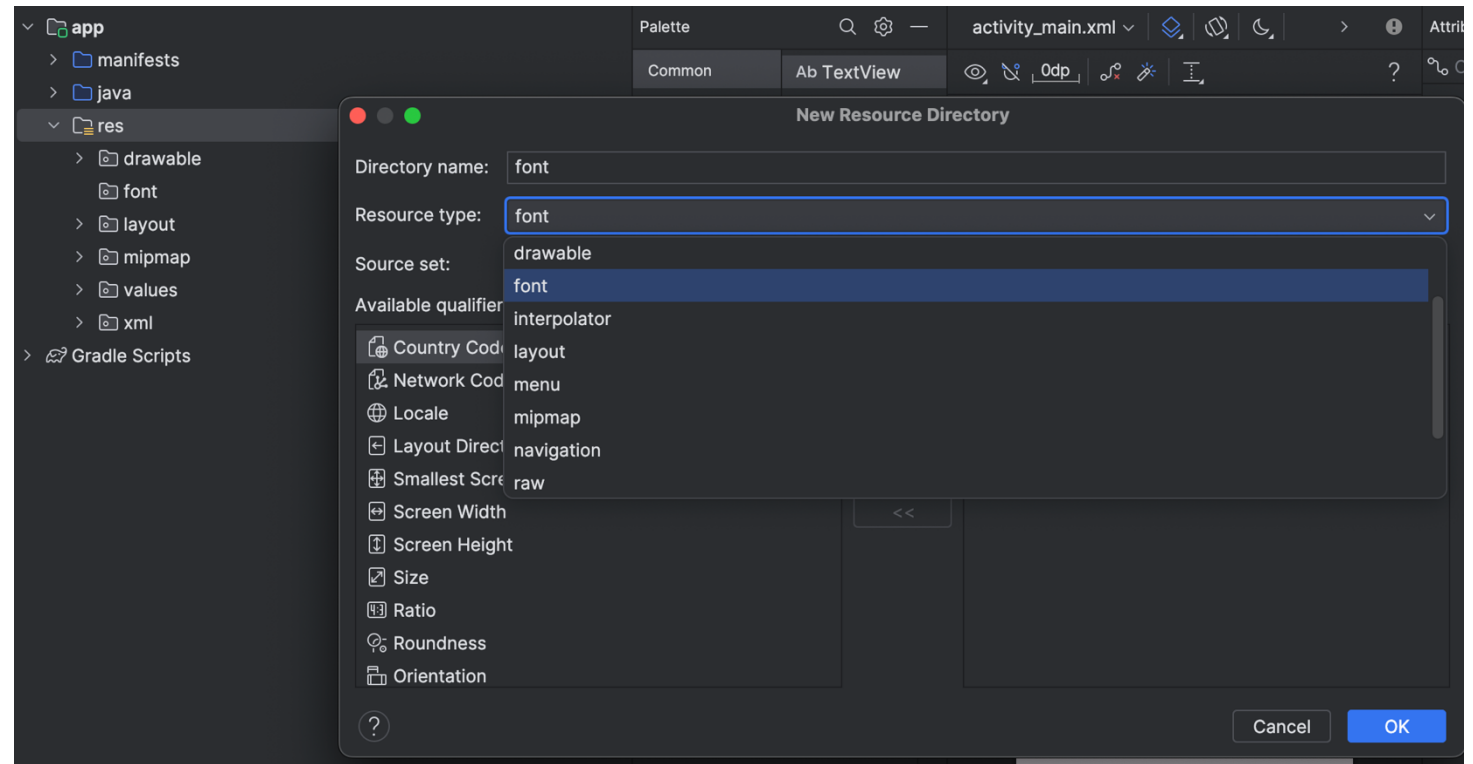 app
manifests
java
res
drawable
font
layout
mipmap
values
xml
Gradle Scripts
Palette
Common
Ab TextView
activity_main.xml
0dp
?
Attrib
New Resource Directory
Directory name: font
Resource type: font
Source set:
Available qualifier
drawable
font
interpolator
layout
menu
mipmap
navigation
raw
Country Code
Network Cod
Locale
Layout Direct
Smallest Scre
Screen Width
Screen Height
Size
Ratio
Roundness
Orientation
<<
?
Cancel
OK